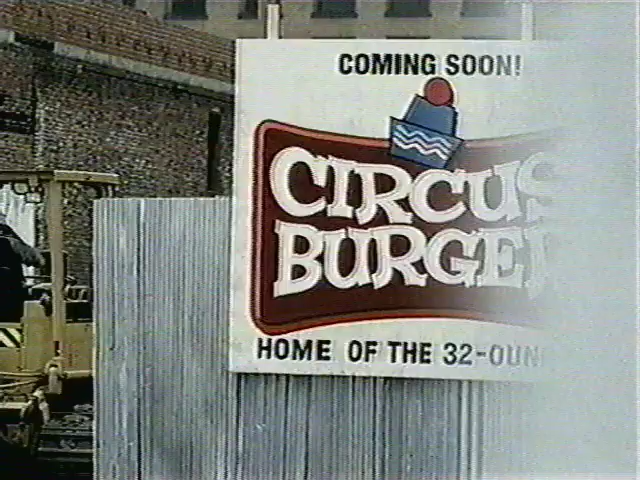 COMING SOON!
CIRCUS
BURGE
HOME OF THE 32-OUN